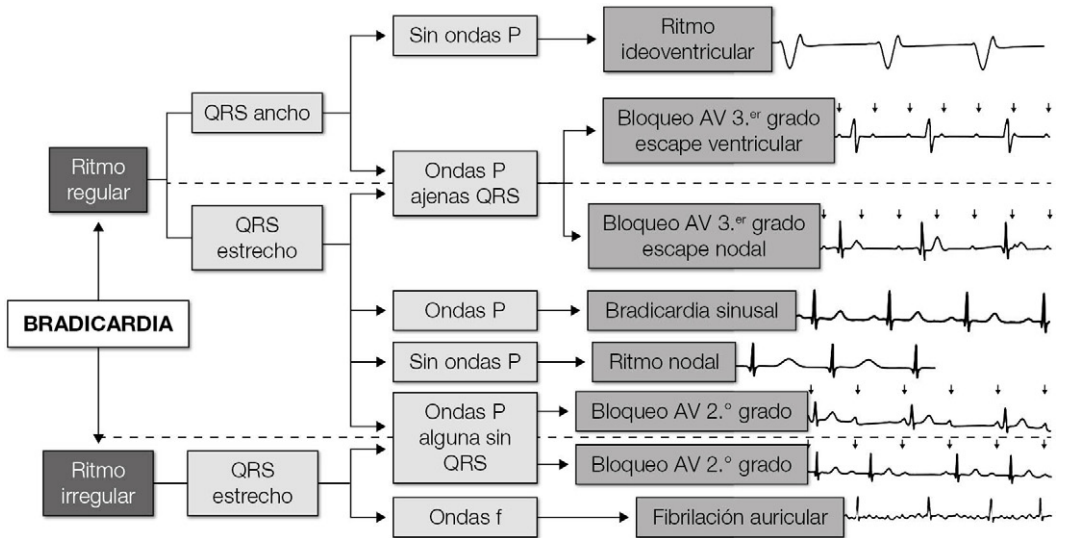 BRADICARDIA
Ritmo
regular
QRS ancho
Sin ondas P
Ritmo
ideoventricular
Ondas P
ajenas QRS
Bloqueo AV 3.er grado
escape ventricular
Bloqueo AV 3.er grado
escape nodal
QRS
estrecho
Ondas P
Bradicardia sinusal
Sin ondas P
Ritmo nodal
Ondas P
alguna sin
QRS
Bloqueo AV 2.° grado
Bloqueo AV 2.° grado
Ritmo
irregular
QRS
estrecho
Ondas f
Fibrilación auricular